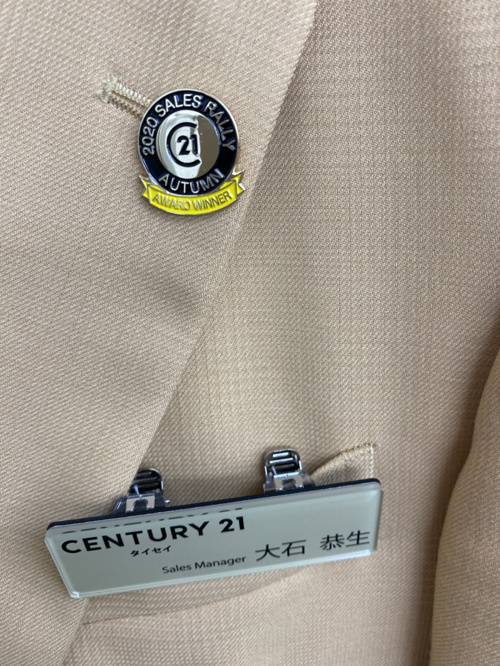 2020 SALES RALLY
C21
AUTUMN
AWARD WINNER
CENTURY 21
タイセイ
Sales Manager 大石 恭生